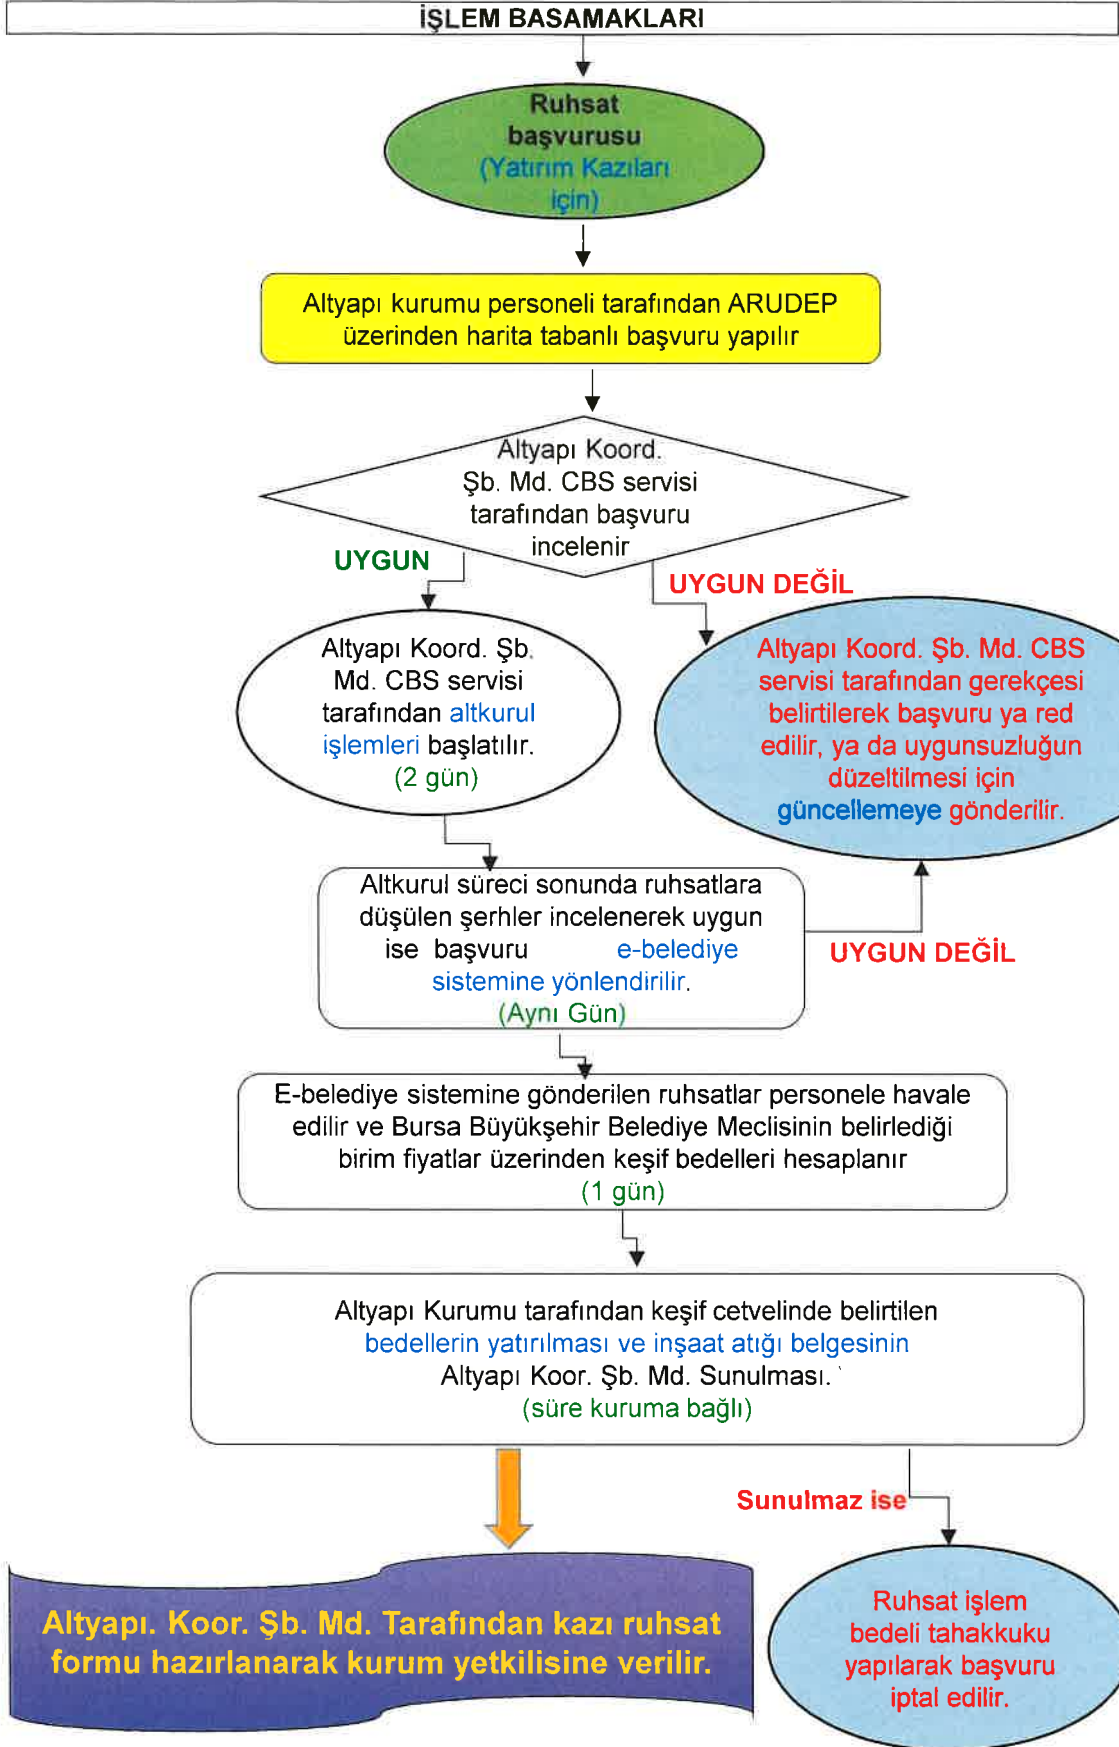 İŞLEM BASAMAKLARI
Ruhsat
başvurusu
(Yatırım Kazıları
için)
Altyapı kurumu personeli tarafından ARUDEP
üzerinden harita tabanlı başvuru yapılır
Altyapı Koord.
Şb. Md. CBS servisi
tarafından başvuru
incelenir
UYGUN
UYGUN DEĞİL
Altyapı Koord. Şb.
Md. CBS servisi
tarafından altkurul
işlemleri başlatılır.
(2 gün)
Altyapı Koord. Şb. Md. CBS
servisi tarafından gerekçesi
belirtilerek başvuru ya red
edilir, ya da uygunsuzluğun
düzeltilmesi için
güncellemeye gönderilir.
Altkurul süreci sonunda ruhsatlara
düşülen şerhler incelenerek uygun
ise başvuru e-belediye
sistemine yönlendirilir.
(Aynı Gün)
UYGUN DEĞİL
E-belediye sistemine gönderilen ruhsatlar personele havale
edilir ve Bursa Büyükşehir Belediye Meclisinin belirlediği
birim fiyatlar üzerinden keşif bedelleri hesaplanır
(1 gün)
Altyapı Kurumu tarafından keşif cetvelinde belirtilen
bedellerin yatırılması ve inşaat atığı belgesinin
Altyapı Koor. Şb. Md. Sunulması.
(süre kuruma bağlı)
Sunulmaz ise
Altyapı. Koor. Şb. Md. Tarafından kazı ruhsat
formu hazırlanarak kurum yetkilisine verilir.
Ruhsat işlem
bedeli tahakkuku
yapılarak başvuru
iptal edilir.